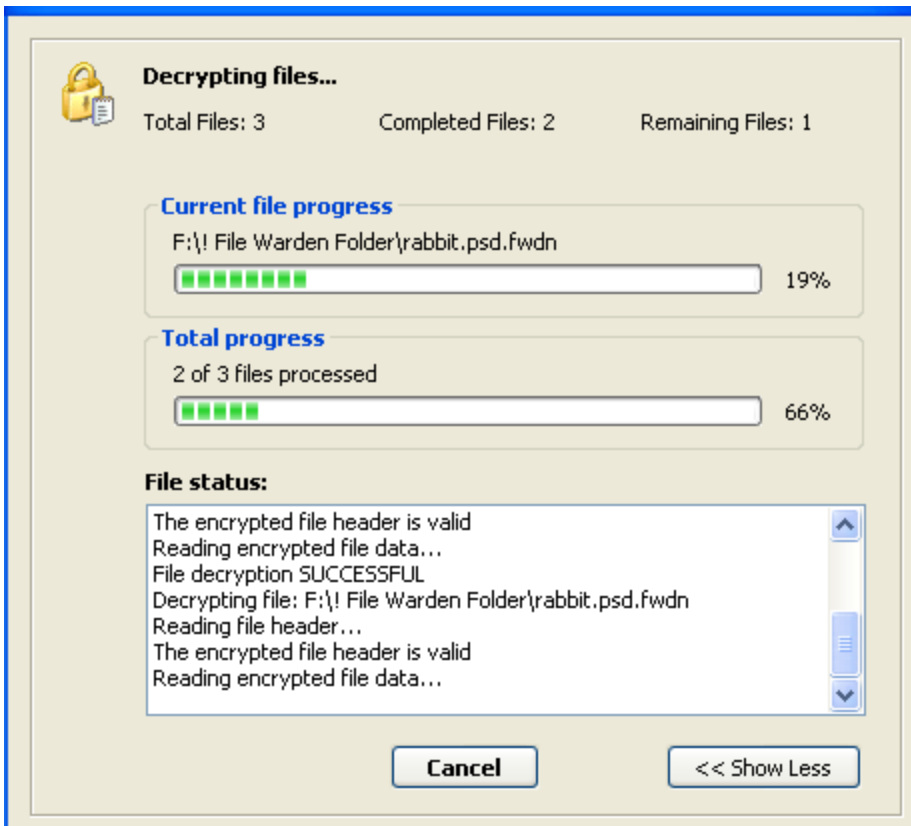 Decrypting files...
Total Files: 3 Completed Files: 2 Remaining Files: 1
Current file progress
F:\! File Warden Folder\rabbit.psd.fwdn
19%
Total progress
2 of 3 files processed
66%
File status:
The encrypted file header is valid
Reading encrypted file data...
File decryption SUCCESSFUL
Decrypting file: F:\! File Warden Folder\rabbit.psd.fwdn
Reading file header...
The encrypted file header is valid
Reading encrypted file data...
Cancel << Show Less